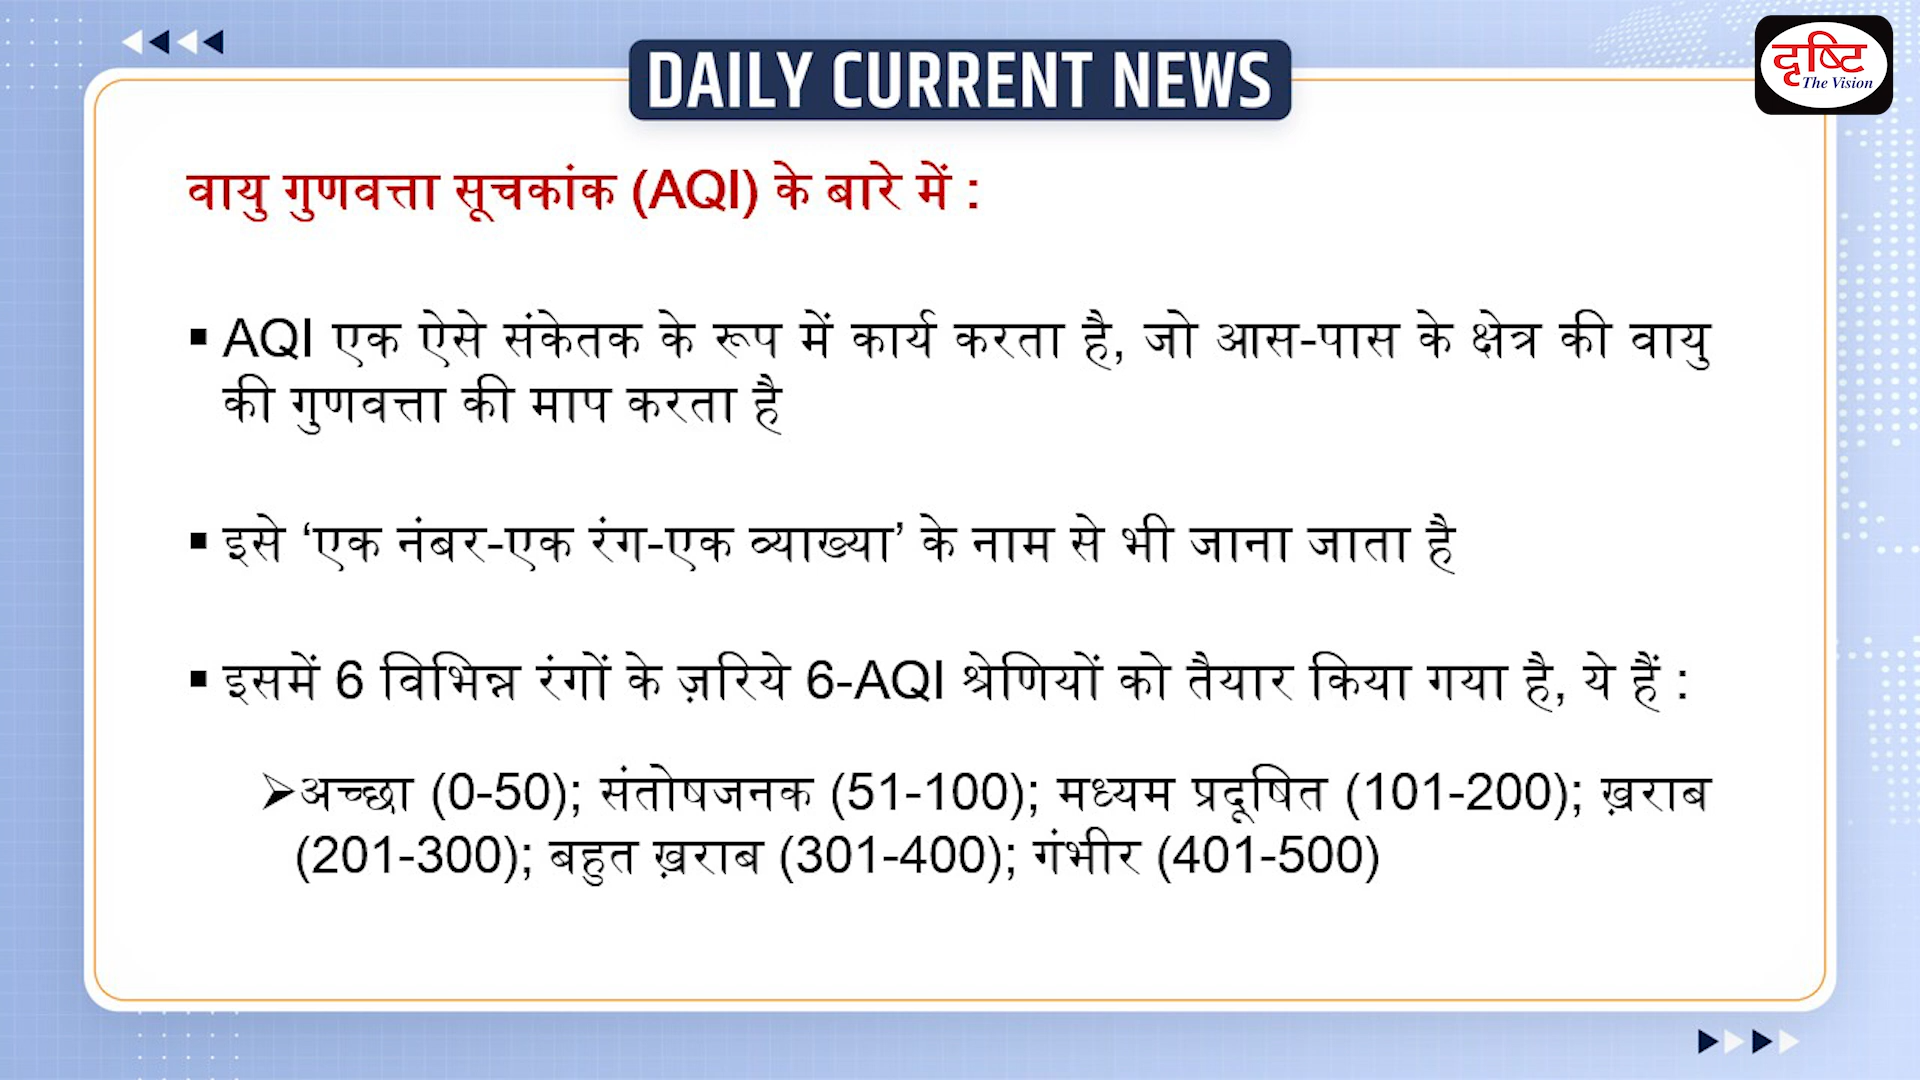 DAILY CURRENT NEWS
दृष्टि
The Vision
वायु गुणवत्ता सूचकांक (AQI) के बारे में :
▪ AQI एक ऐसे संकेतक के रूप में कार्य करता है, जो आस-पास के क्षेत्र की वायु
की गुणवत्ता की माप करता है
▪ इसे ‘एक नंबर-एक रंग-एक व्याख्या’ के नाम से भी जाना जाता है
▪ इसमें 6 विभिन्न रंगों के ज़रिये 6-AQI श्रेणियों को तैयार किया गया है, ये हैं :
➢अच्छा (0-50); संतोषजनक (51-100); मध्यम प्रदूषित (101-200); ख़राब
(201-300); बहुत ख़राब (301-400); गंभीर (401-500)